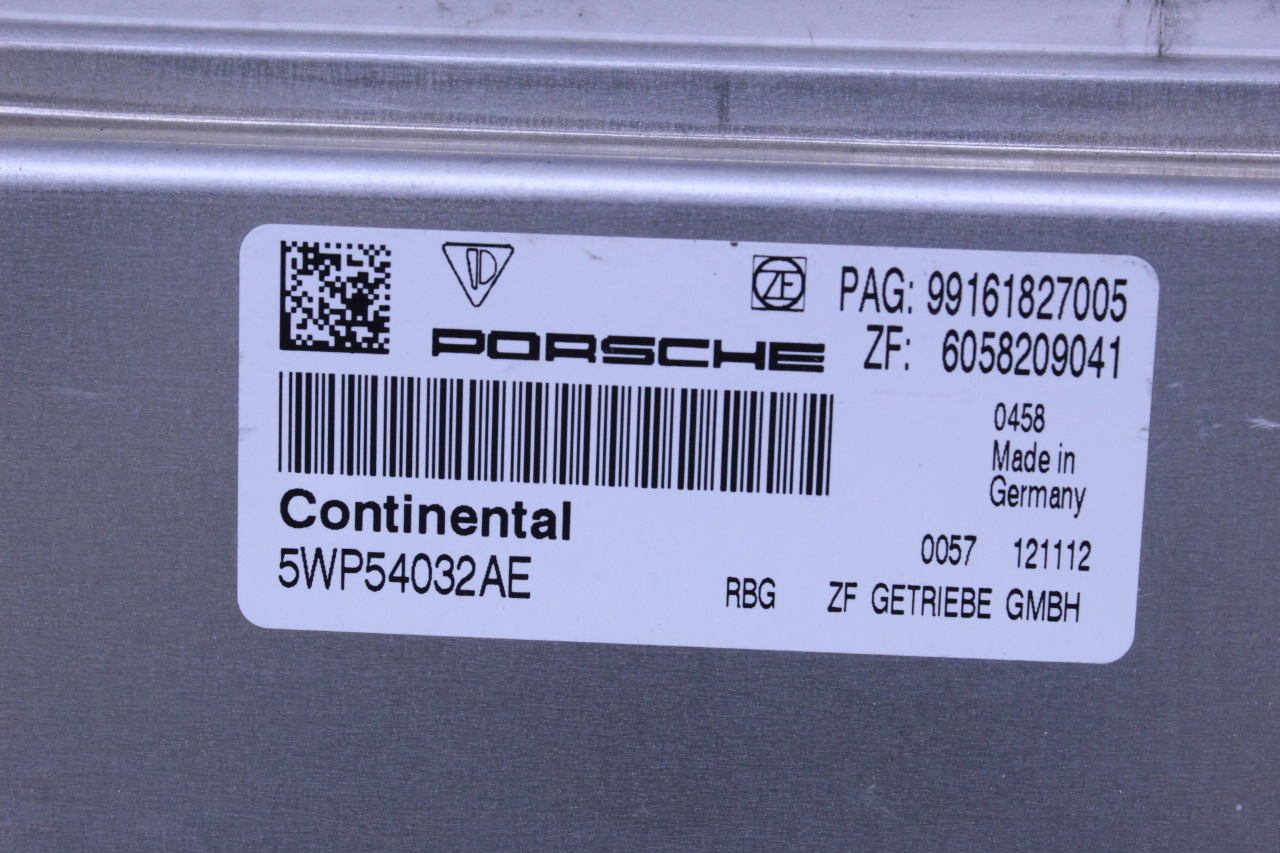 PAG: 99161827005
ZF: 6058209041
PORSCHE
0458
Made in
Germany
Continental
5WP54032AE
0057 121112
RBG ZF GETRIEBE GMBH